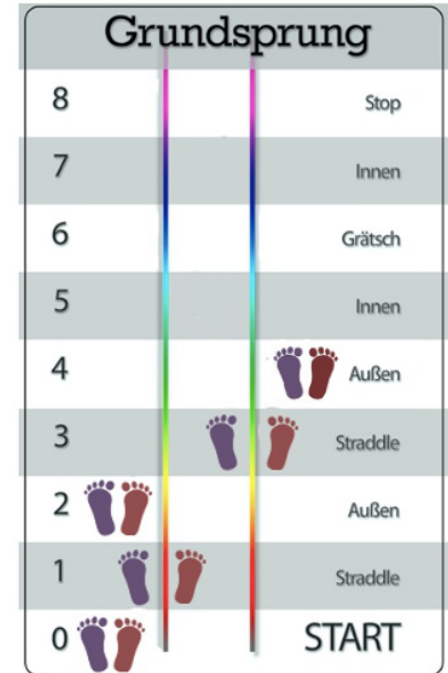 Grundsprung
8 Stop
7 Innen
6 Grätsch
5 Innen
4 Außen
3 Straddle
2 Außen
1 Straddle
0 START